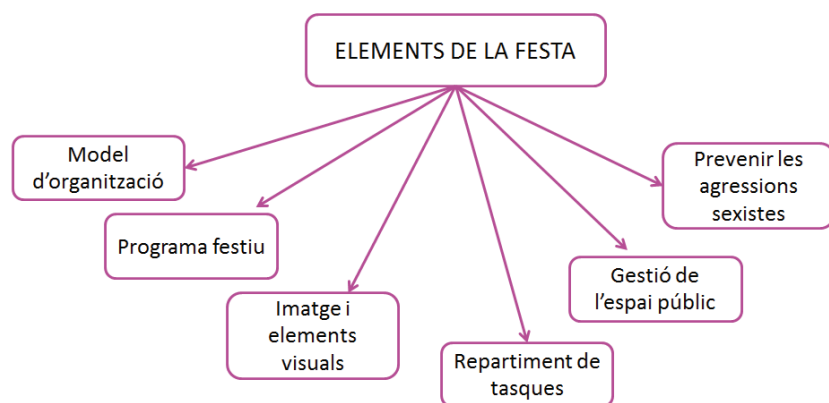 ELEMENTS DE LA FESTA
Model
d'organització
Programa festiu
Imatge i
elements
visuals
Repartiment de
tasques
Gestió de
l'espai públic
Prevenir les
agressions
sexistes